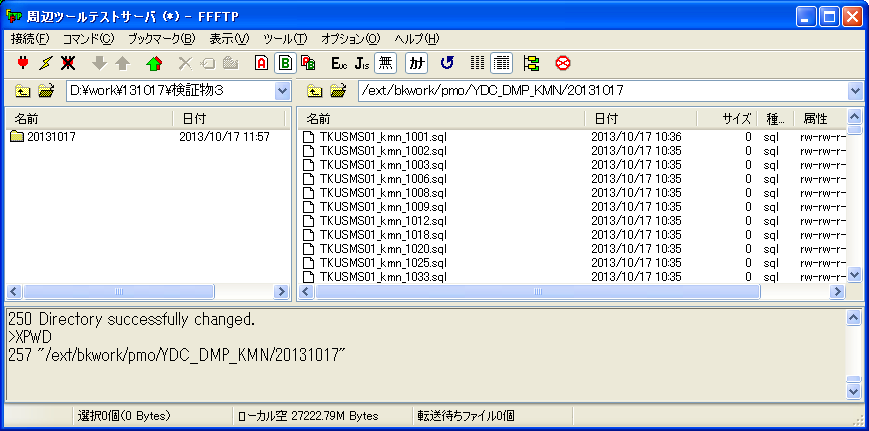 周辺ツールテストサーバ (*) - FFFTP
接続(F) コマンド(C) ブックマーク(B) 表示(V) ツール(T) オプション(O) ヘルプ(H)
A B B EUC JIS 無 ｶﾅ
D:¥work¥131017¥検証物３ /ext/bkwork/pmo/YDC_DMP_KMN/20131017
名前 日付 名前 日付 サイズ 種... 属性
20131017 2013/10/17 11:57 TKUSMS01_kmn_1001.sql 2013/10/17 10:36 0 sql rw-rw-r-
TKUSMS01_kmn_1002.sql 2013/10/17 10:35 0 sql rw-rw-r-
TKUSMS01_kmn_1003.sql 2013/10/17 10:35 0 sql rw-rw-r-
TKUSMS01_kmn_1006.sql 2013/10/17 10:35 0 sql rw-rw-r-
TKUSMS01_kmn_1008.sql 2013/10/17 10:35 0 sql rw-rw-r-
TKUSMS01_kmn_1009.sql 2013/10/17 10:35 0 sql rw-rw-r-
TKUSMS01_kmn_1012.sql 2013/10/17 10:35 0 sql rw-rw-r-
TKUSMS01_kmn_1018.sql 2013/10/17 10:35 0 sql rw-rw-r-
TKUSMS01_kmn_1020.sql 2013/10/17 10:35 0 sql rw-rw-r-
TKUSMS01_kmn_1025.sql 2013/10/17 10:35 0 sql rw-rw-r-
TKUSMS01_kmn_1033.sql 2013/10/17 10:35 0 sql rw-rw-r-
250 Directory successfully changed.
>XPWD
257 "/ext/bkwork/pmo/YDC_DMP_KMN/20131017"
選択0個(0 Bytes) ローカル空 27222.79M Bytes 転送待ちファイル0個